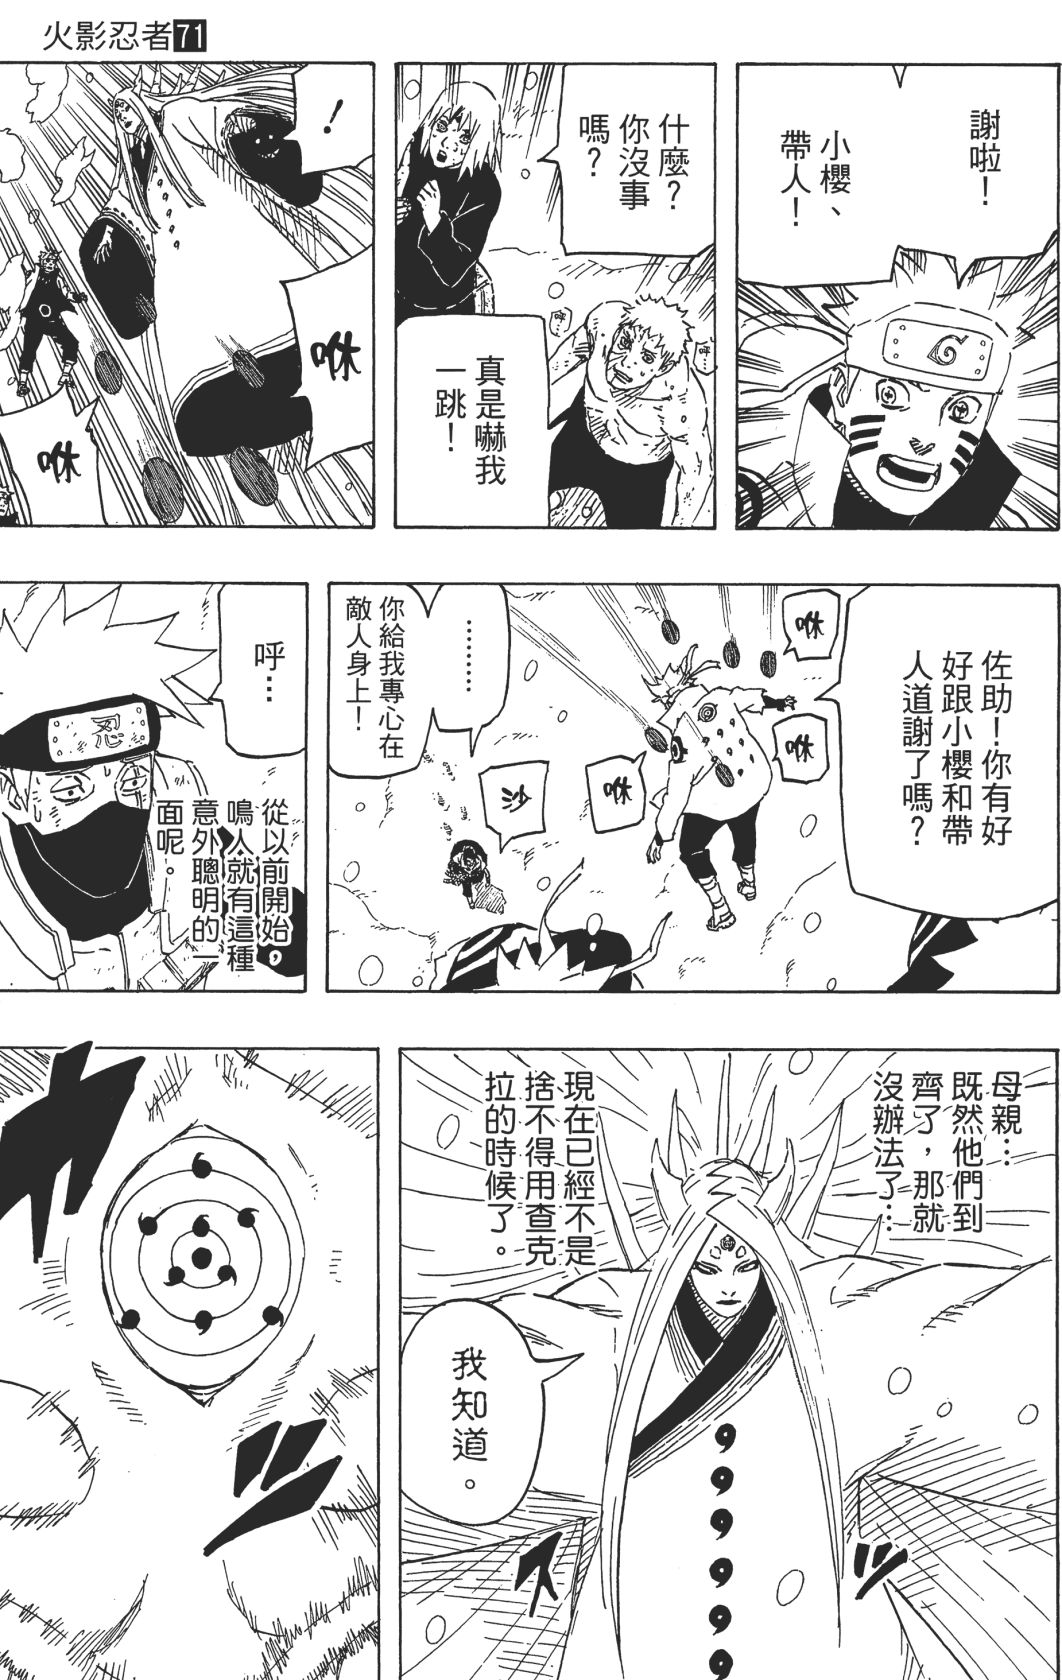 火影忍者71
謝啦！
小櫻、
帶人！
什麼？
你沒事
嗎？
呼…
真是嚇我
一跳！
！
咻
咻
佐助！你有好
好跟小櫻和帶
人道謝了嗎？
咻
咻
咻
沙
………
你給我專心在
敵人身上！
呼…
忍
從以前開始，
鳴人就有這種
意外聰明的一
面呢。
母親…
既然他們到
齊了，那就
沒辦法了…
現在已經不是
捨不得用查克
拉的時候了。
我知道。